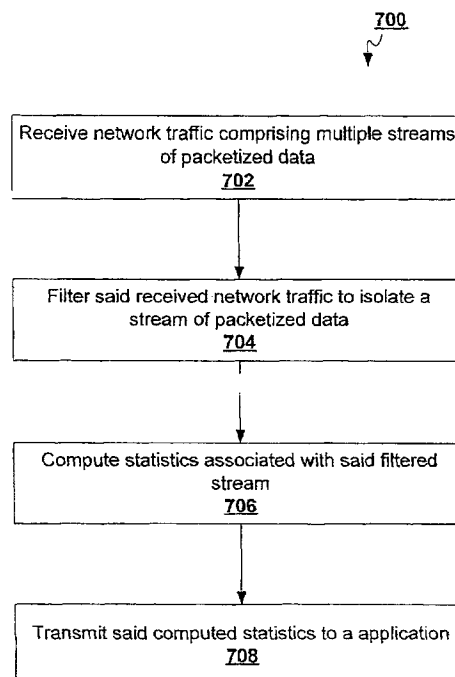 700
Receive network traffic comprising multiple streams
of packetized data
702
Filter said received network traffic to isolate a
stream of packetized data
704
Compute statistics associated with said filtered
stream
706
Transmit said computed statistics to a application
708